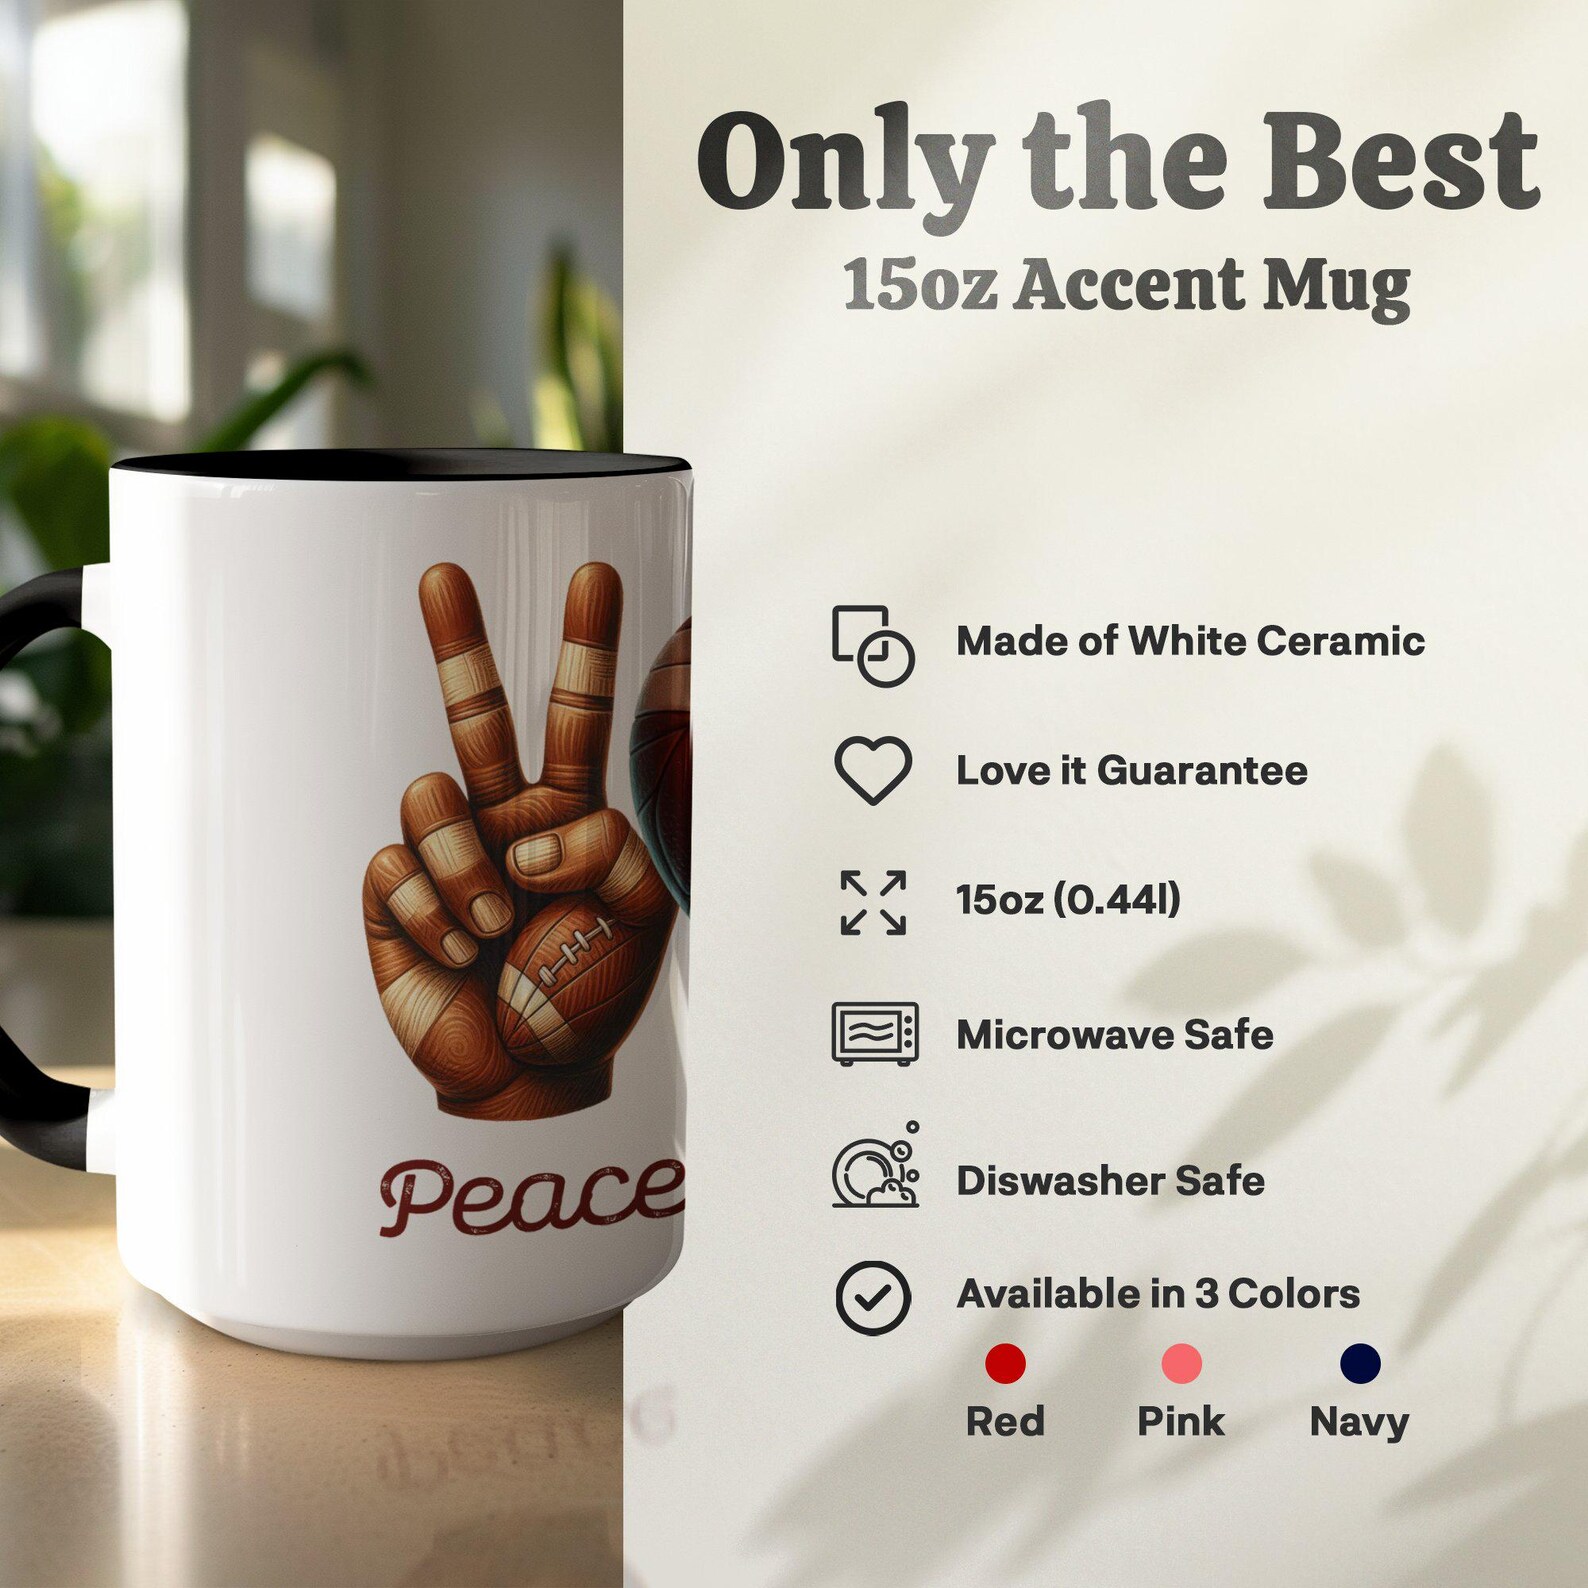 Only the Best
15oz Accent Mug
Made of White Ceramic
Love it Guarantee
15oz (0.44l)
Microwave Safe
Diswasher Safe
Available in 3 Colors
Red Pink Navy
Peace